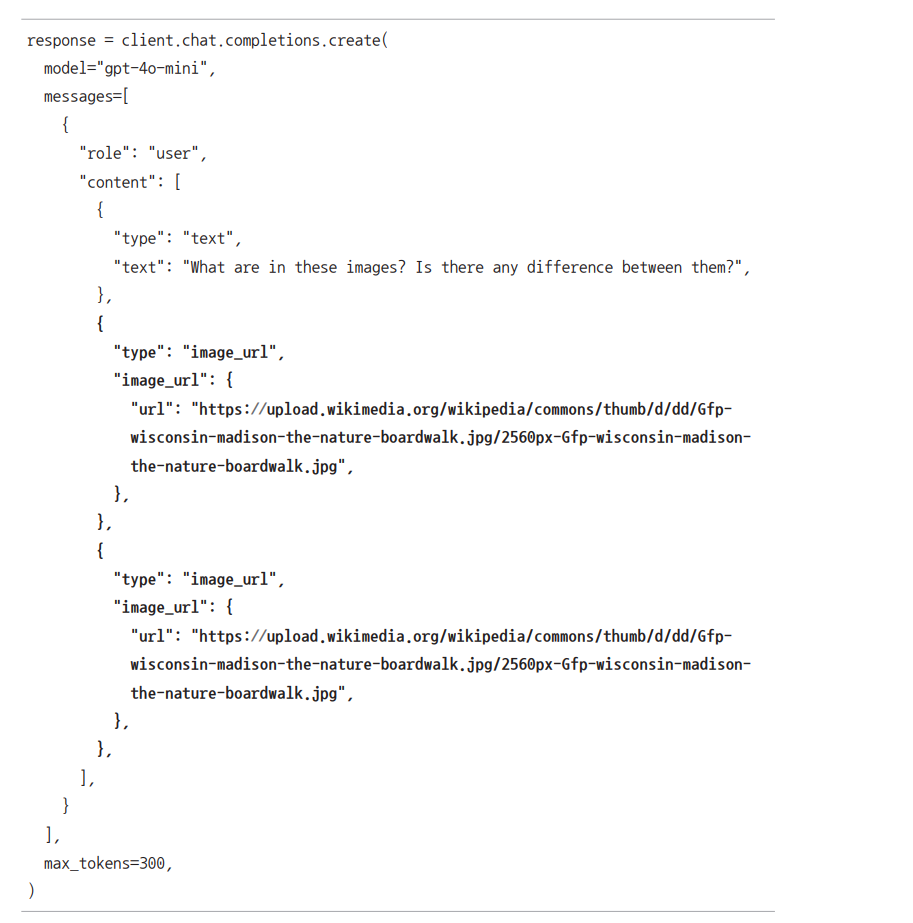 response = client.chat.completions.create(
model="gpt-4o-mini",
messages=[
{
"role": "user",
"content": [
{
"type": "text",
"text": "What are in these images? Is there any difference between them?",
},
{
"type": "image_url",
"image_url": {
"url": "https://upload.wikimedia.org/wikipedia/commons/thumb/d/dd/Gfp-
wisconsin-madison-the-nature-boardwalk.jpg/2560px-Gfp-wisconsin-madison-
the-nature-boardwalk.jpg",
},
},
{
"type": "image_url",
"image_url": {
"url": "https://upload.wikimedia.org/wikipedia/commons/thumb/d/dd/Gfp-
wisconsin-madison-the-nature-boardwalk.jpg/2560px-Gfp-wisconsin-madison-
the-nature-boardwalk.jpg",
},
},
],
}
],
max_tokens=300,
)